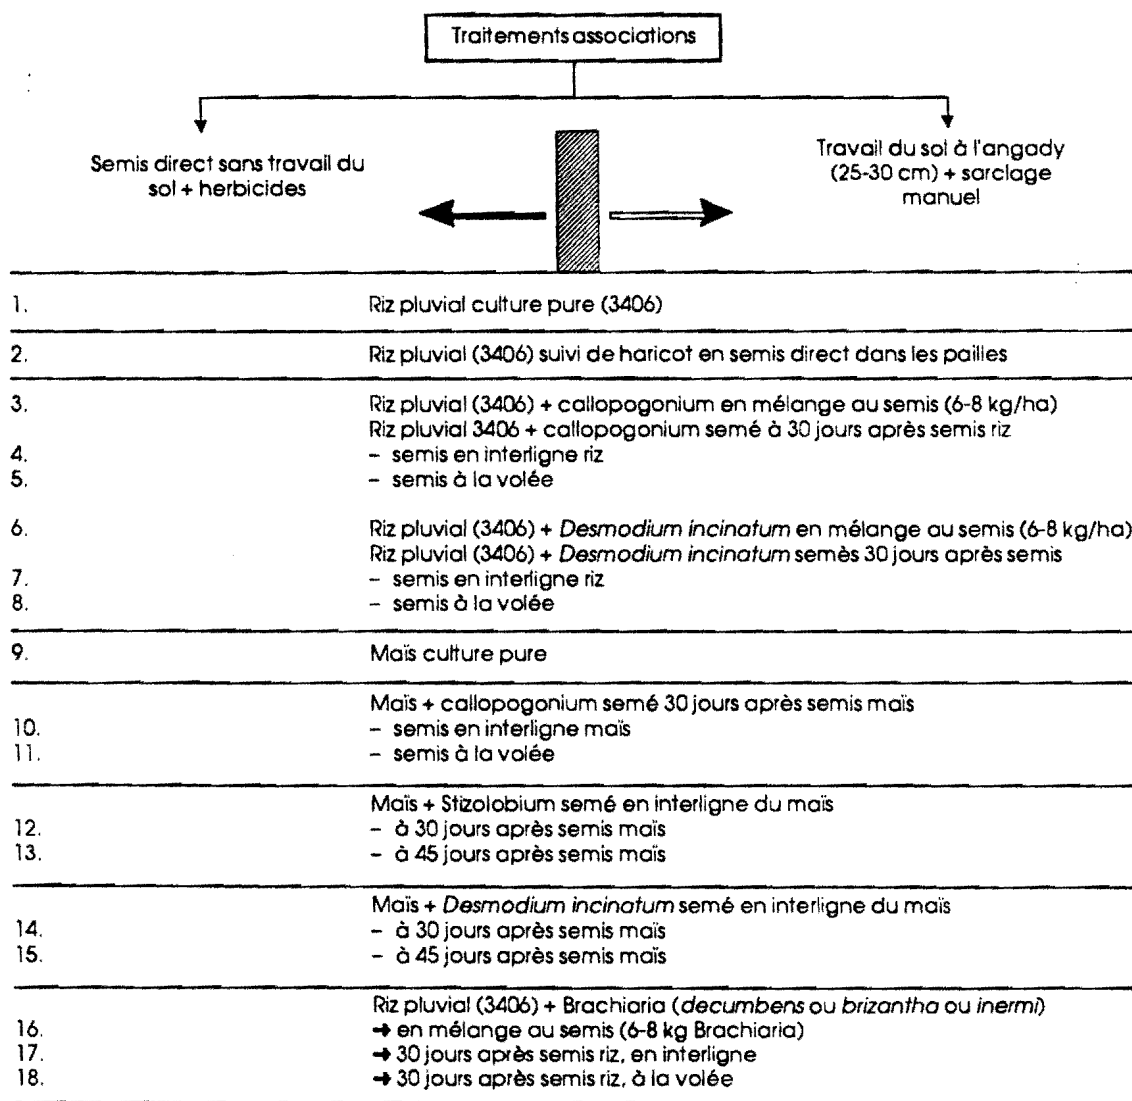 Traitements associations
Semis direct sans travail du
sol + herbicides
Travail du sol à l'angady
(25-30 cm) + sarclage
manuel
1. Riz pluvial culture pure (3406)
2. Riz pluvial (3406) suivi de haricot en semis direct dans les pailles
3. Riz pluvial (3406) + callopogonium en mélange au semis (6-8 kg/ha)
Riz pluvial 3406 + callopogonium semé à 30 jours après semis riz
4. – semis en interligne riz
5. – semis à la volée
6. Riz pluvial (3406) + Desmodium incinatum en mélange au semis (6-8 kg/ha)
Riz pluvial (3406) + Desmodium incinatum semès 30 jours après semis
7. – semis en interligne riz
8. – semis à la volée
9. Maïs culture pure
Maïs + callopogonium semé 30 jours après semis maïs
10. – semis en interligne maïs
11. – semis à la volée
Maïs + Stizolobium semé en interligne du maïs
12. – à 30 jours après semis maïs
13. – à 45 jours après semis maïs
Maïs + Desmodium incinatum semé en interligne du maïs
14. – à 30 jours après semis maïs
15. – à 45 jours après semis maïs
Riz pluvial (3406) + Brachiaria (decumbens ou brizantha ou inermi)
16. → en mélange au semis (6-8 kg Brachiaria)
17. → 30 jours après semis riz, en interligne
18. → 30 jours après semis riz, à la volée